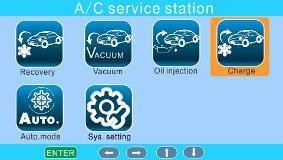 A/C service station
VACUUM
Recovery Vacuum Oil injection Charge
AUTO.
Auto.mode Sys. setting
ENTER